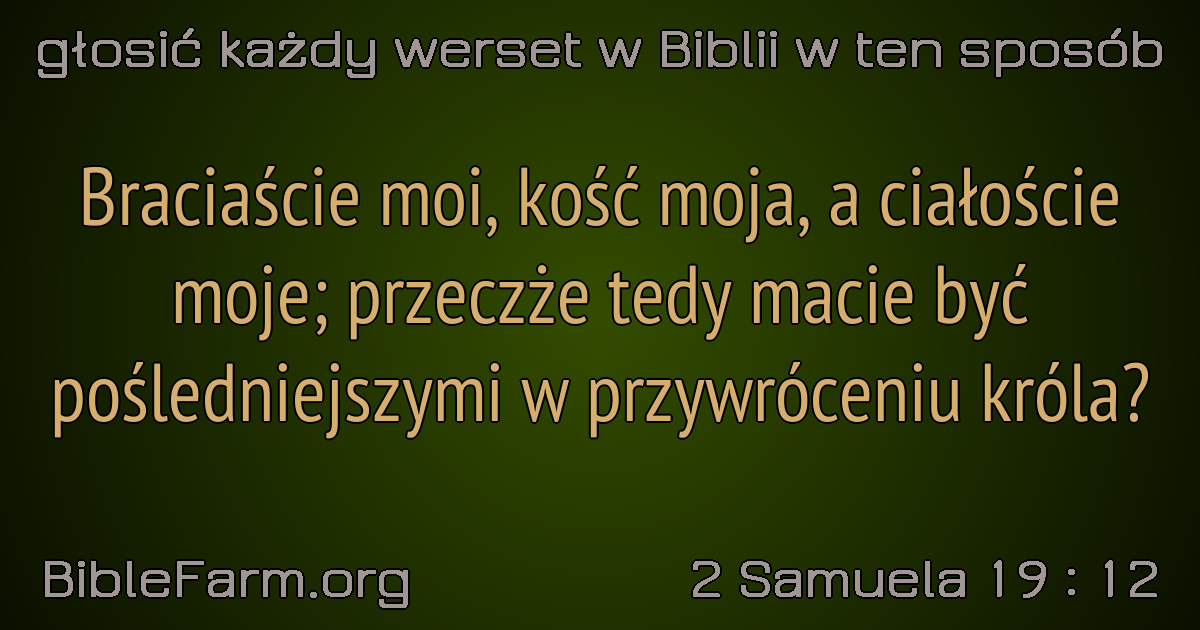 głosić każdy werset w Biblii w ten sposób
Braciaście moi, kość moja, a ciałoście
moje; przeczże tedy macie być
pośledniejszymi w przywróceniu króla?
BibleFarm.org
2 Samuela 19 : 12